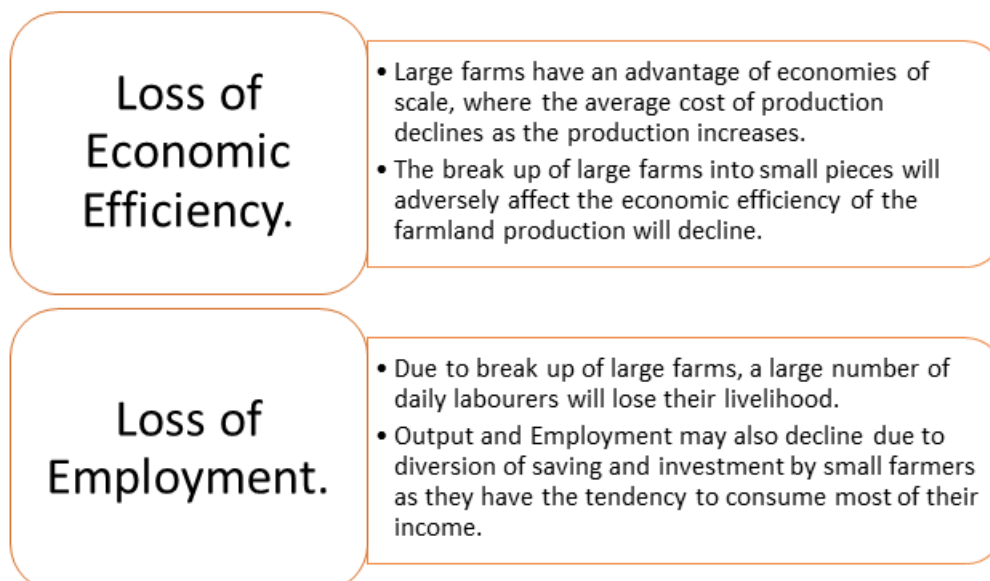 Loss of
Economic
Efficiency.
• Large farms have an advantage of economies of
scale, where the average cost of production
declines as the production increases.
• The break up of large farms into small pieces will
adversely affect the economic efficiency of the
farmland production will decline.
Loss of
Employment.
• Due to break up of large farms, a large number of
daily labourers will lose their livelihood.
• Output and Employment may also decline due to
diversion of saving and investment by small farmers
as they have the tendency to consume most of their
income.